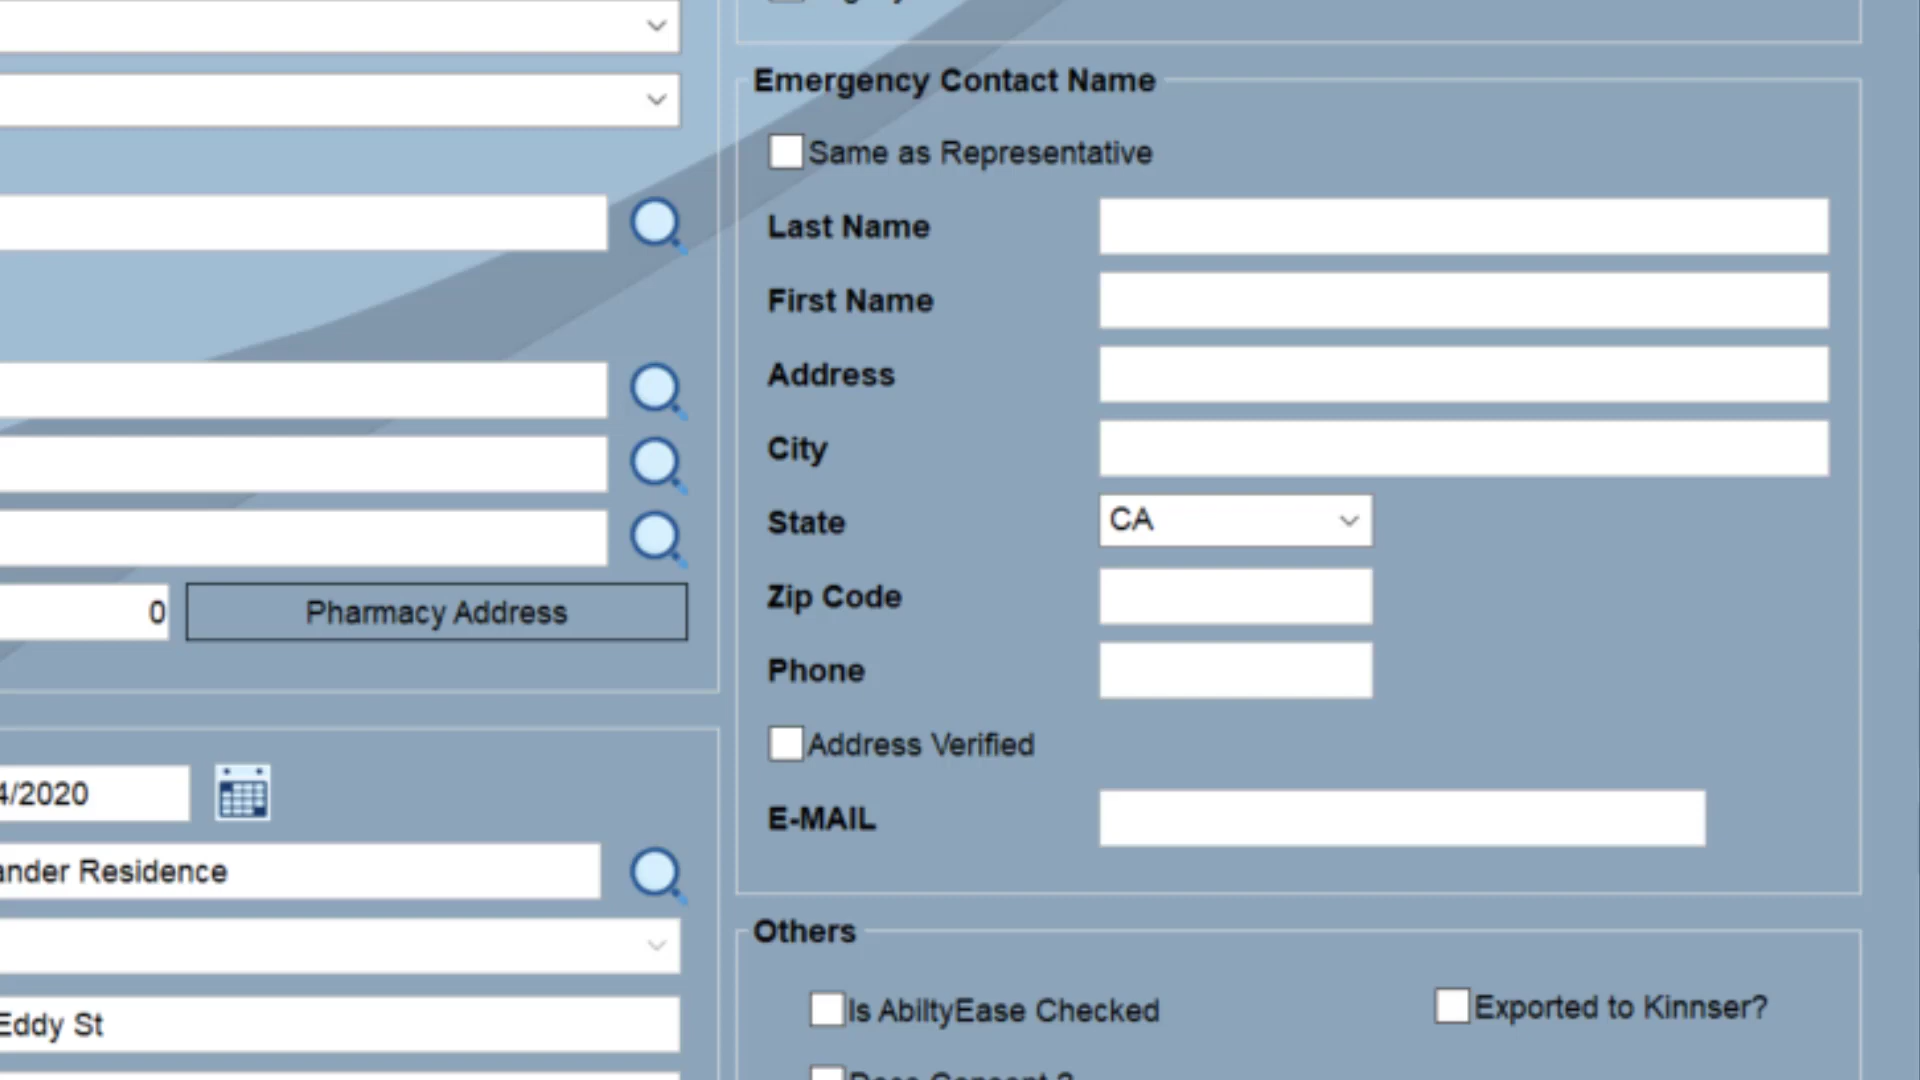 Emergency Contact Name
Same as Representative
Last Name
First Name
Address
City
State CA
Zip Code
Phone
Address Verified
E-MAIL
0 Pharmacy Address
4/2020
ander Residence
Eddy St
Others
Is AbiltyEase Checked Exported to Kinnser?